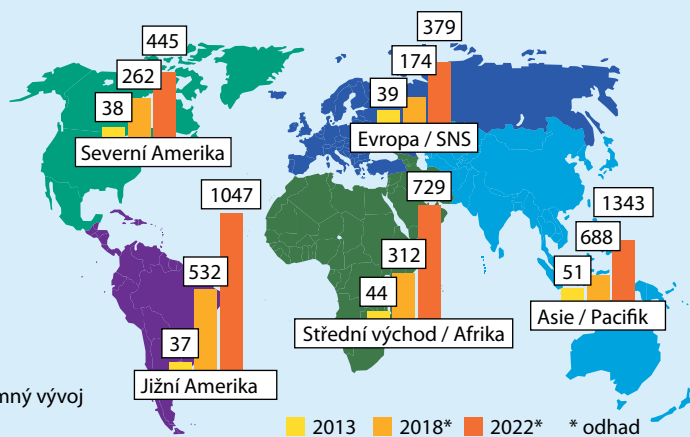 445
262
38
Severní Amerika
379
174
39
Evropa / SNS
1047
532
37
Jižní Amerika
729
312
44
Střední východ / Afrika
1343
688
51
Asie / Pacifik
vývoj
2013 2018* 2022* * odhad